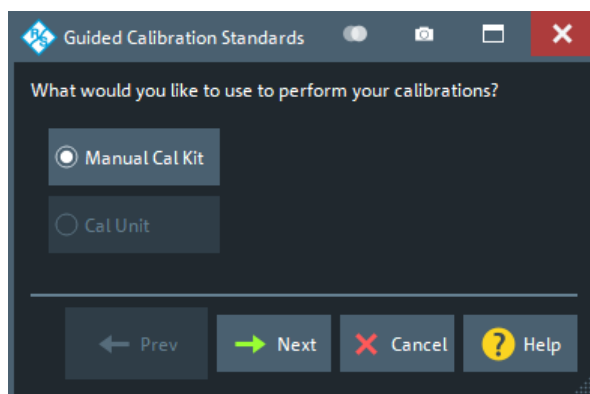 R&S Guided Calibration Standards
What would you like to use to perform your calibrations?
Manual Cal Kit
Cal Unit
Prev Next Cancel ? Help